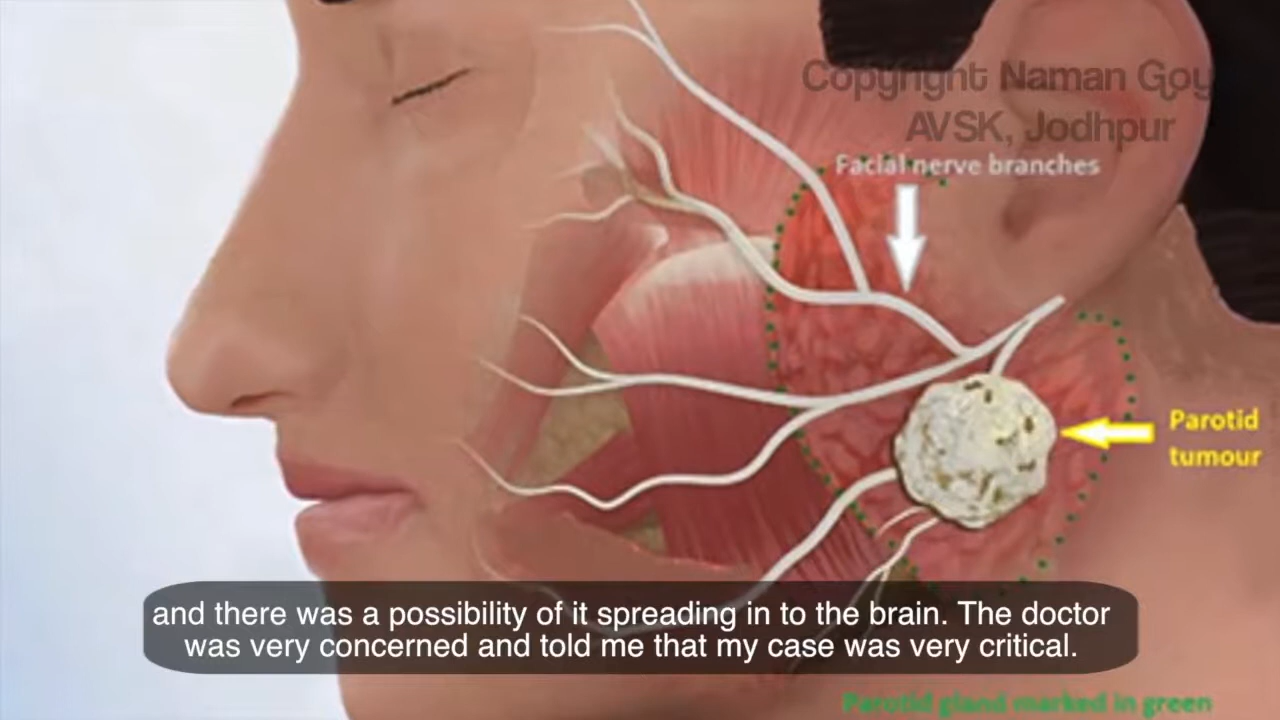 Copyright Naman Goy
AVSK, Jodhpur
Facial nerve branches
Parotid
tumour
and there was a possibility of it spreading in to the brain. The doctor
was very concerned and told me that my case was very critical.
Parotid gland marked in green